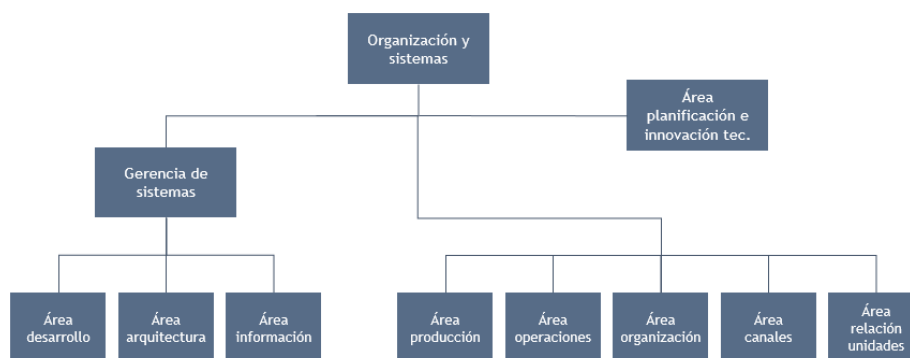 Organización y
sistemas
Área
planificación e
innovación tec.
Gerencia de
sistemas
Área
desarrollo
Área
arquitectura
Área
información
Área
producción
Área
operaciones
Área
organización
Área
canales
Área
relación
unidades